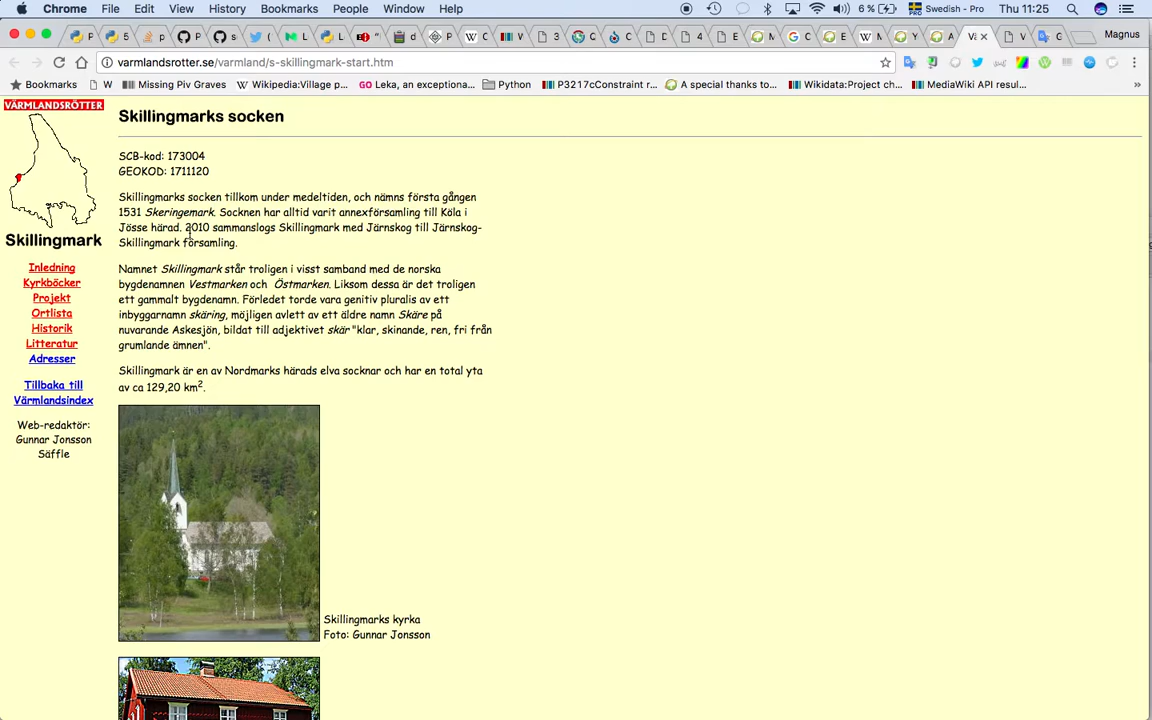 Chrome File Edit View History Bookmarks People Window Help 6 % Swedish - Pro Thu 11:25
Magnus
varmlandsrotter.se/varmland/s-skillingmark-start.htm
Bookmarks W Missing Piv Graves Wikipedia:Village p... GO Leka, an exceptiona... Python P3217cConstraint r... A special thanks to... Wikidata:Project ch... MediaWiki API resul... »
VÄRMLANDSRÖTTER
Skillingmark
Inledning
Kyrkböcker
Projekt
Ortlista
Historik
Litteratur
Adresser
Tillbaka till
Värmlandsindex
Web-redaktör:
Gunnar Jonsson
Säffle
Skillingmarks socken
SCB-kod: 173004
GEOKOD: 1711120
Skillingmarks socken tillkom under medeltiden, och nämns första gången
1531 Skeringemark. Socknen har alltid varit annexförsamling till Köla i
Jösse härad. 2010 sammanslogs Skillingmark med Järnskog till Järnskog-
Skillingmark församling.
Namnet Skillingmark står troligen i visst samband med de norska
bygdenamnen Vestmarken och Östmarken. Liksom dessa är det troligen
ett gammalt bygdenamn. Förledet torde vara genitiv pluralis av ett
inbyggarnamn skäring, möjligen avlett av ett äldre namn Skäre på
nuvarande Askesjön, bildat till adjektivet skär "klar, skinande, ren, fri från
grumlande ämnen".
Skillingmark är en av Nordmarks härads elva socknar och har en total yta
av ca 129,20 km2.
Skillingmarks kyrka
Foto: Gunnar Jonsson